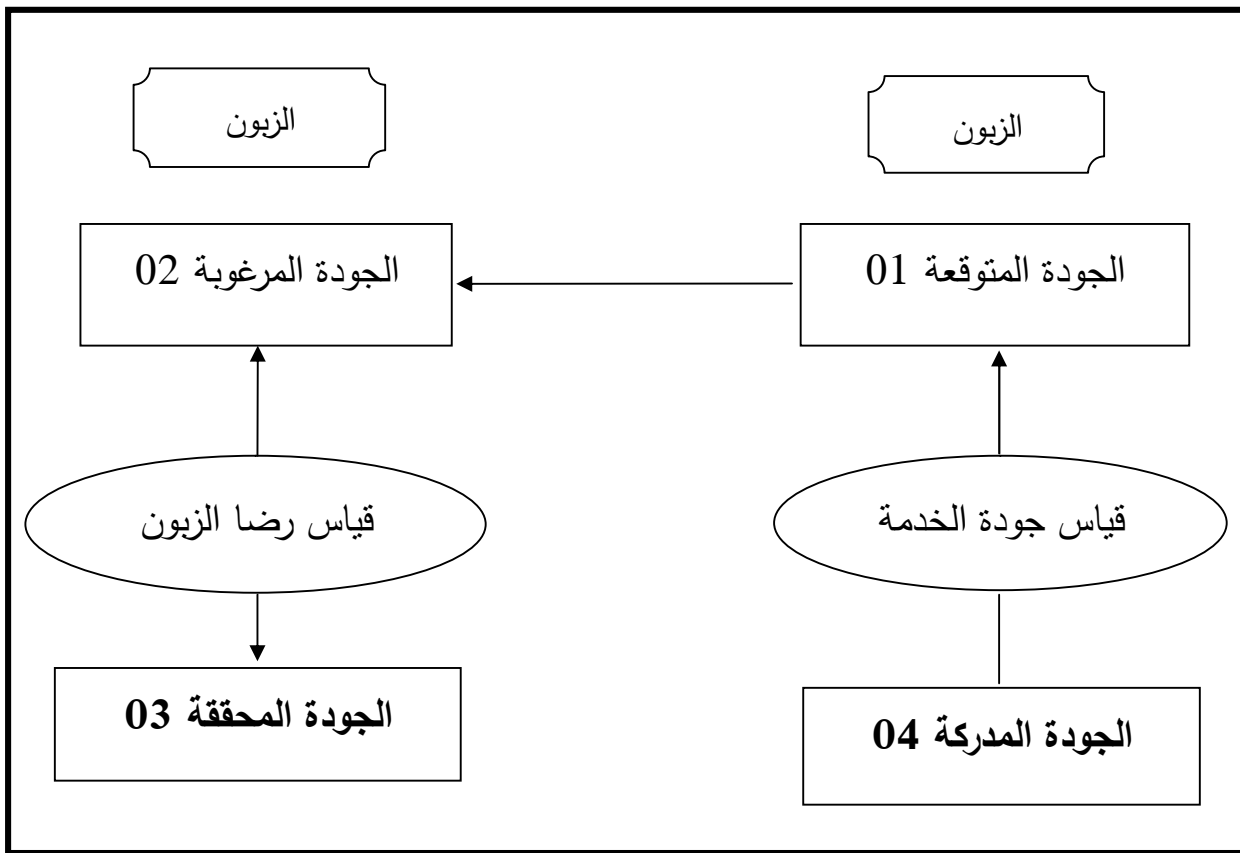 الزبون
الزبون
الجودة المتوقعة 01
الجودة المرغوبة 02
قياس جودة الخدمة
قياس رضا الزبون
الجودة المدركة 04
الجودة المحققة 03